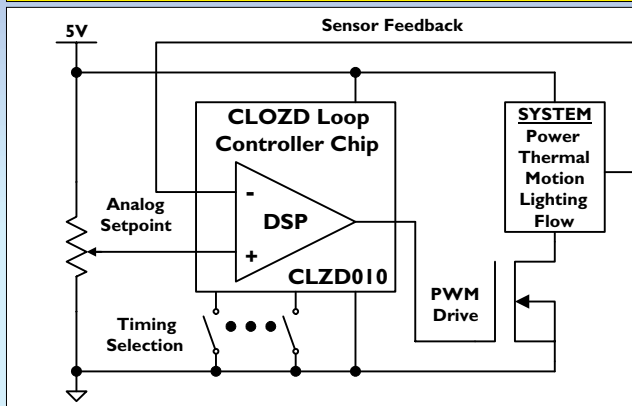 Sensor Feedback
5V
CLOZD Loop
Controller Chip
SYSTEM
Power
Thermal
Motion
Lighting
Flow
Analog
Setpoint
-
DSP
+
CLZD010
PWM
Drive
Timing
Selection